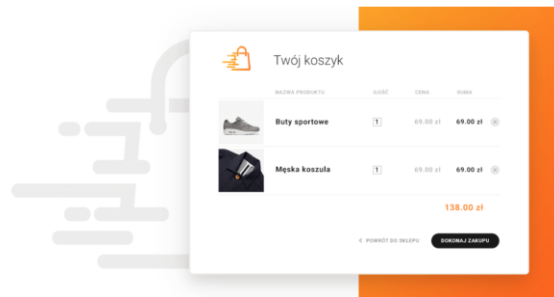 Twój koszyk
NAZWA PRODUKTU ILOŚĆ CENA SUMA
Buty sportowe 1 69.00 zł 69.00 zł
Męska koszula 1 69.00 zł 69.00 zł
138.00 zł
POWRÓT DO SKLEPU DOKONAJ ZAKUPU